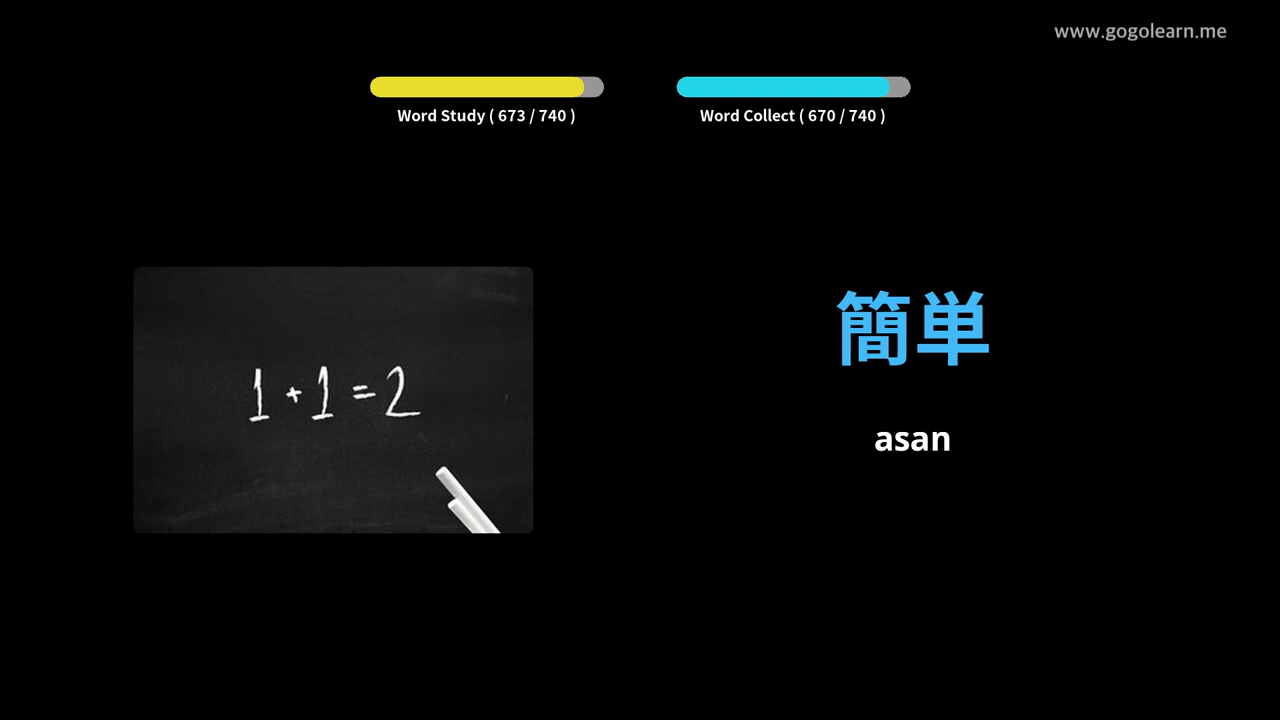 www.gogolearn.me
Word Study ( 673 / 740 )
Word Collect ( 670 / 740 )
1 + 1 = 2
簡単
asan